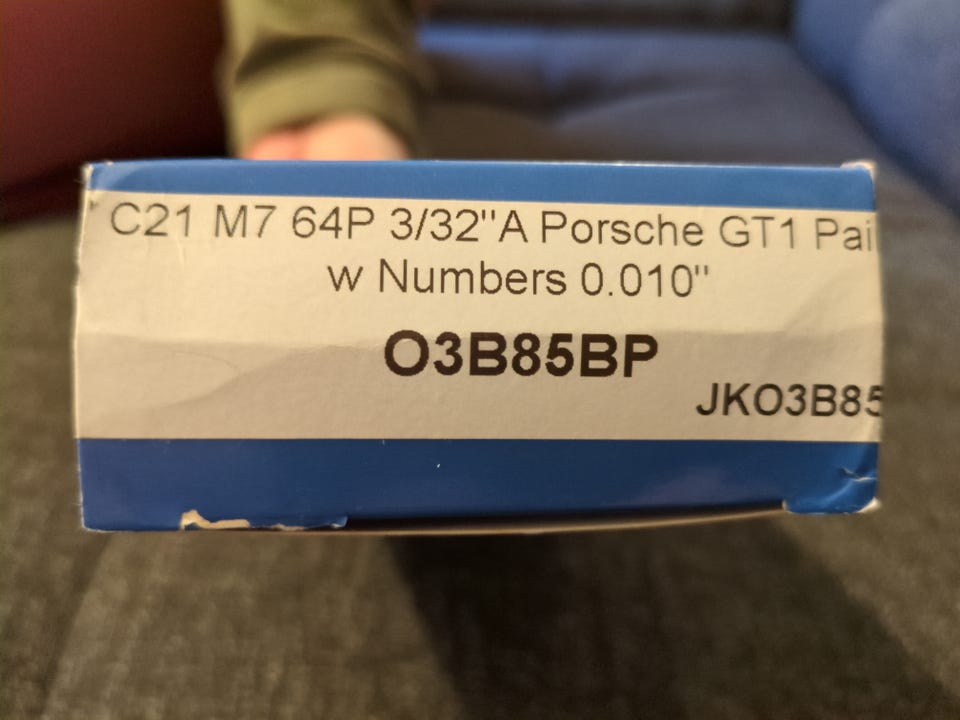 C21 M7 64P 3/32"A Porsche GT1 Pai
w Numbers 0.010"
O3B85BP
JKO3B85